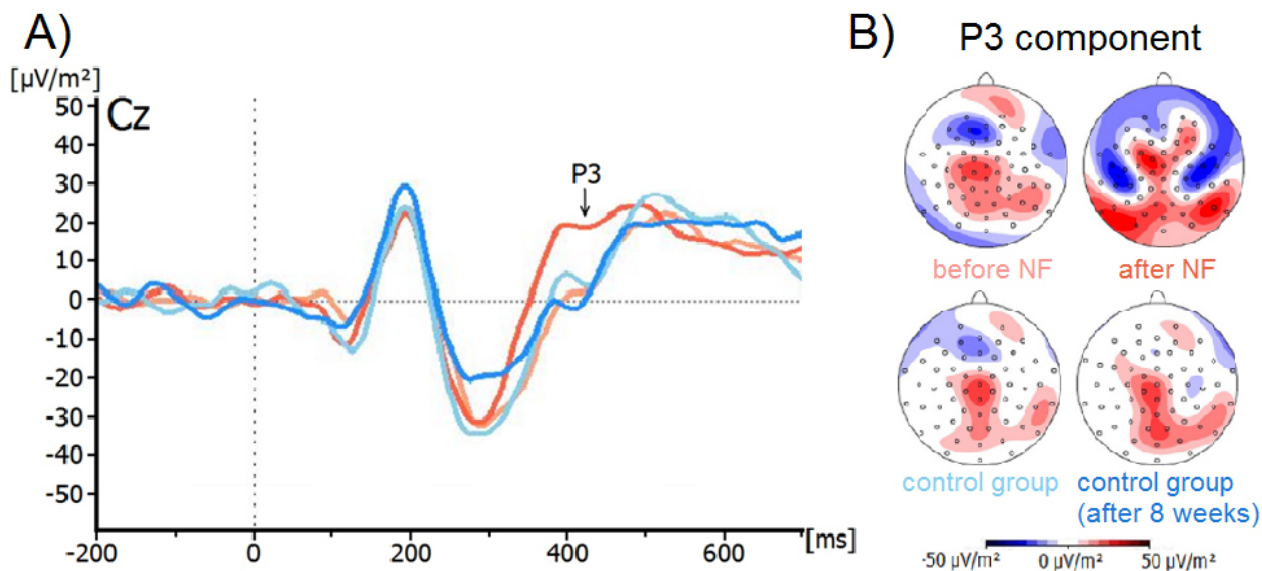 A)
[µV/m²]
Cz
50
40
30
20
10
0
-10
-20
-30
-40
-50
P3
-200
0
200
400
600
[ms]
B)
P3 component
before NF
after NF
control group
control group
(after 8 weeks)
-50 µV/m²
0 µV/m²
50 µV/m²